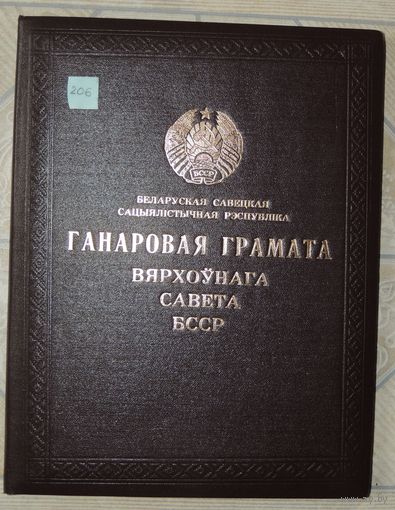 206
БССР
БЕЛАРУСКАЯ САВЕЦКАЯ
САЦЫЯЛІСТЫЧНАЯ РЭСПУБЛІКА
ГАНАРОВАЯ ГРАМАТА
ВЯРХОЎНАГА
САВЕТА
БССР